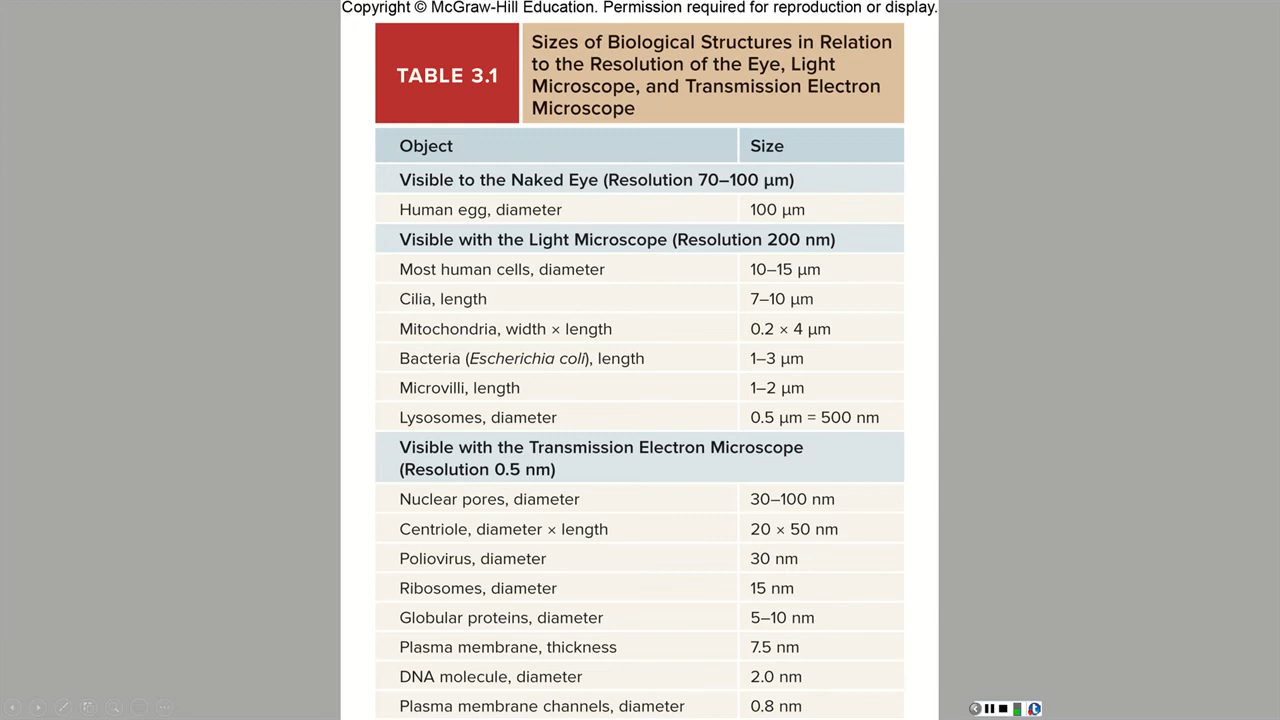 Copyright © McGraw-Hill Education. Permission required for reproduction or display.
TABLE 3.1
Sizes of Biological Structures in Relation
to the Resolution of the Eye, Light
Microscope, and Transmission Electron
Microscope
Object Size
Visible to the Naked Eye (Resolution 70–100 µm)
Human egg, diameter 100 µm
Visible with the Light Microscope (Resolution 200 nm)
Most human cells, diameter 10–15 µm
Cilia, length 7–10 µm
Mitochondria, width × length 0.2 × 4 µm
Bacteria (Escherichia coli), length 1–3 µm
Microvilli, length 1–2 µm
Lysosomes, diameter 0.5 µm = 500 nm
Visible with the Transmission Electron Microscope
(Resolution 0.5 nm)
Nuclear pores, diameter 30–100 nm
Centriole, diameter × length 20 × 50 nm
Poliovirus, diameter 30 nm
Ribosomes, diameter 15 nm
Globular proteins, diameter 5–10 nm
Plasma membrane, thickness 7.5 nm
DNA molecule, diameter 2.0 nm
Plasma membrane channels, diameter 0.8 nm